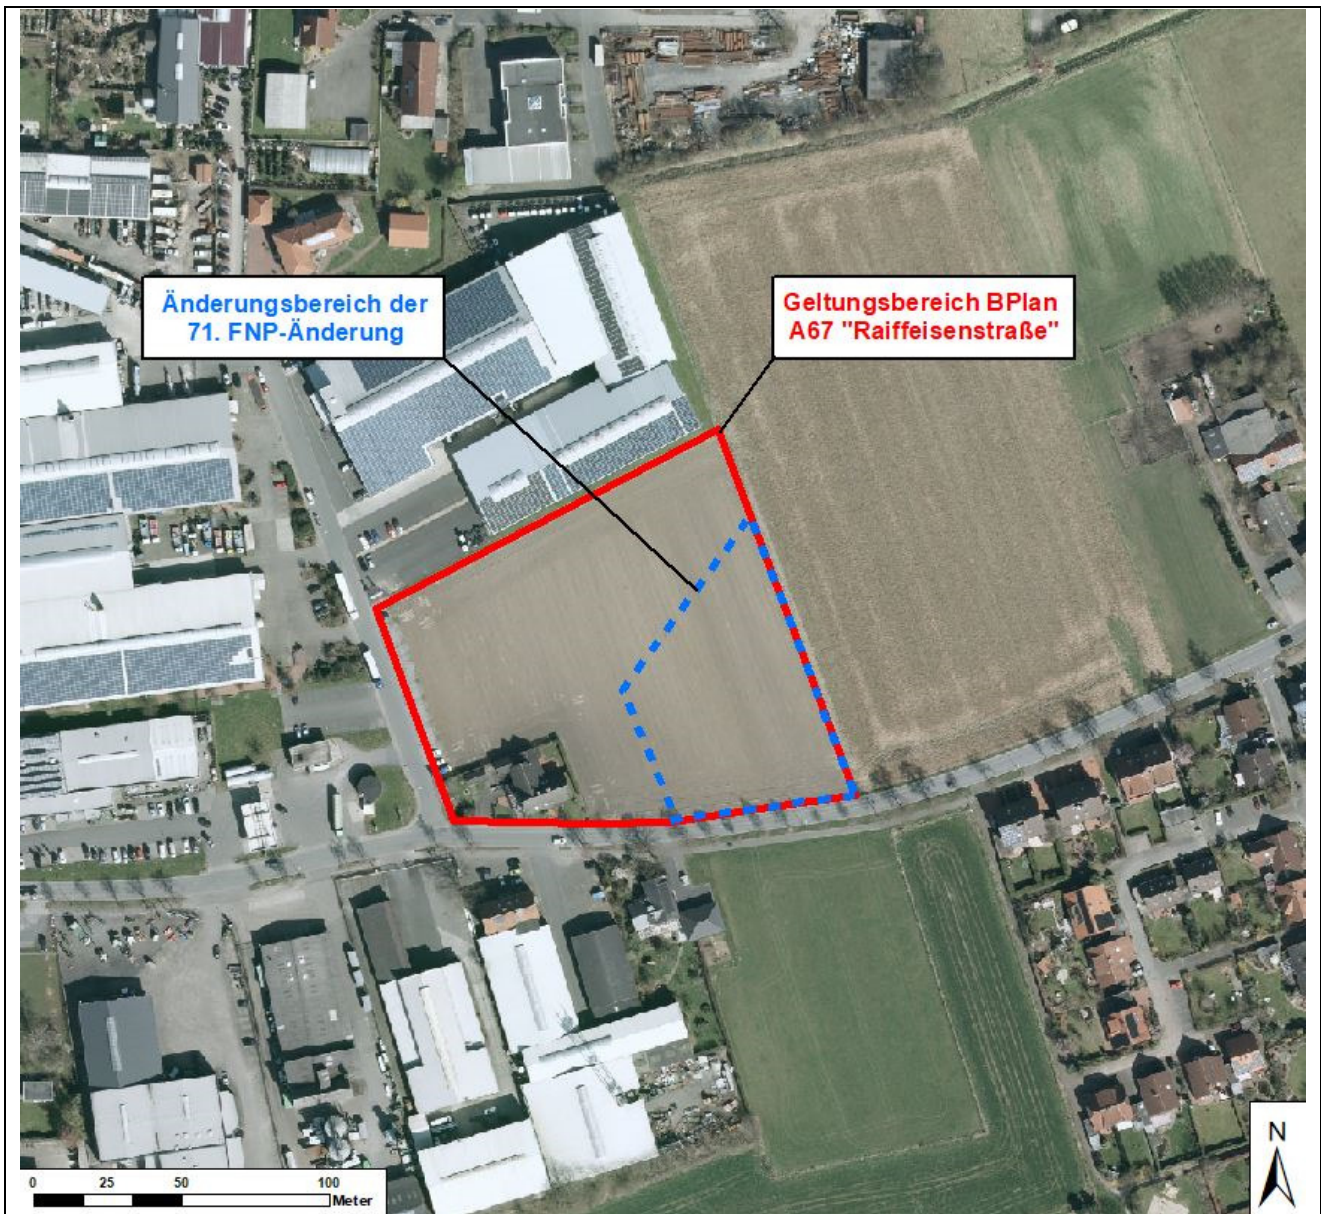 Änderungsbereich der
71. FNP-Änderung
Geltungsbereich BPlan
A67 "Raiffeisenstraße"
N
0 25 50 100
Meter